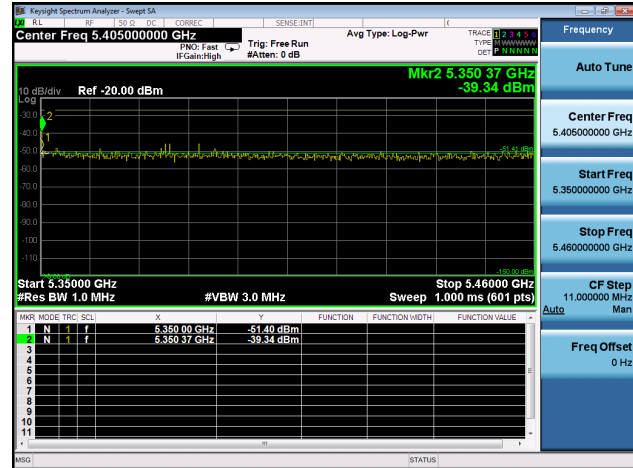 Keysight Spectrum Analyzer - Swept SA
RL RF 50 Ω DC CORREC SENSE:INT
Center Freq 5.405000000 GHz
PNO: Fast
IFGain:High
Trig: Free Run
#Atten: 0 dB
Avg Type: Log-Pwr
TRACE 1 2 3 4 5 6
TYPE M W W W W W
DET P N N N N N
Mkr2 5.350 37 GHz
-39.34 dBm
10 dB/div Ref -20.00 dBm
Log
-30.0
-40.0
-50.0
-60.0
-70.0
-80.0
-90.0
-100
-110
2
1
-51.41 dBm
-150.00 dBm
Start 5.35000 GHz
Stop 5.46000 GHz
#Res BW 1.0 MHz #VBW 3.0 MHz Sweep 1.000 ms (601 pts)
MKR MODE TRC SCL X Y FUNCTION FUNCTION WIDTH FUNCTION VALUE
1 N 1 f 5.350 00 GHz -51.40 dBm
2 N 1 f 5.350 37 GHz -39.34 dBm
3
4
5
6
7
8
9
10
11
MSG STATUS
Frequency
Auto Tune
Center Freq
5.405000000 GHz
Start Freq
5.350000000 GHz
Stop Freq
5.460000000 GHz
CF Step
11.000000 MHz
Auto Man
Freq Offset
0 Hz